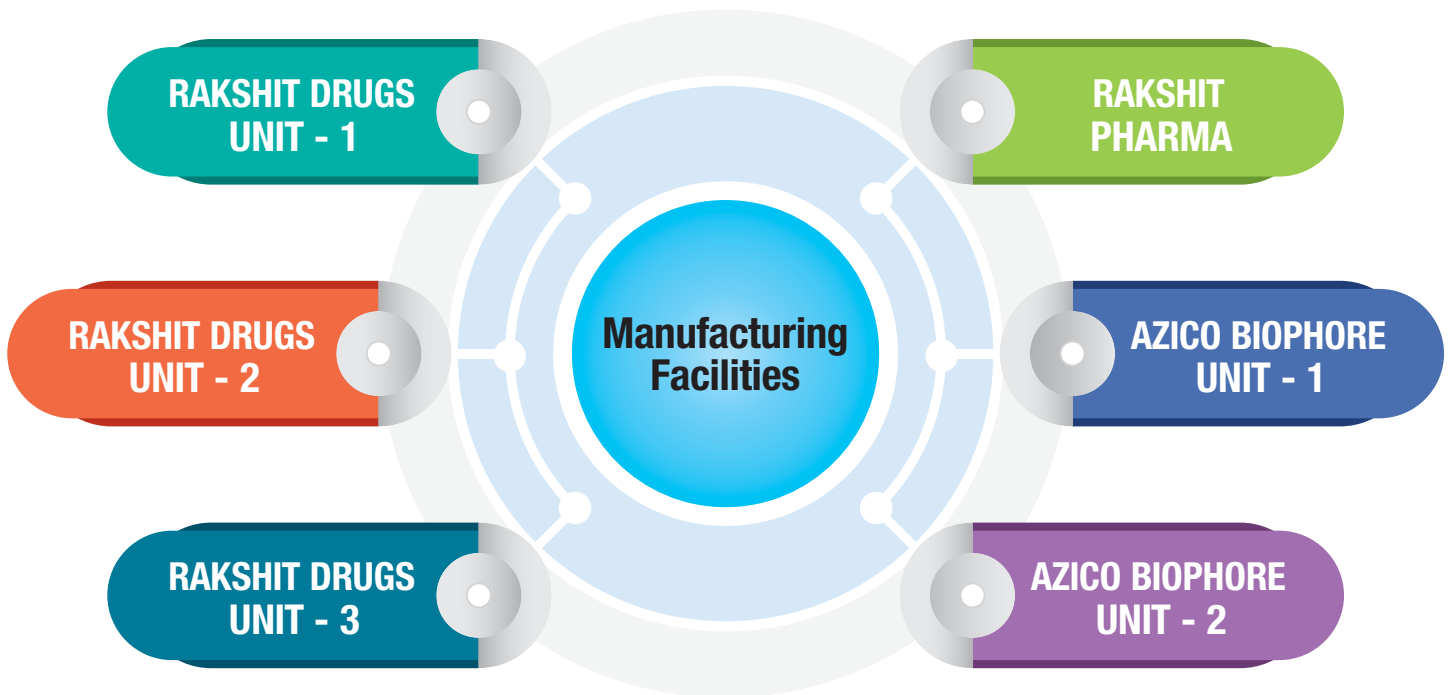 RAKSHIT DRUGS
UNIT - 1
RAKSHIT
PHARMA
RAKSHIT DRUGS
UNIT - 2
Manufacturing
Facilities
AZICO BIOPHORE
UNIT - 1
RAKSHIT DRUGS
UNIT - 3
AZICO BIOPHORE
UNIT - 2